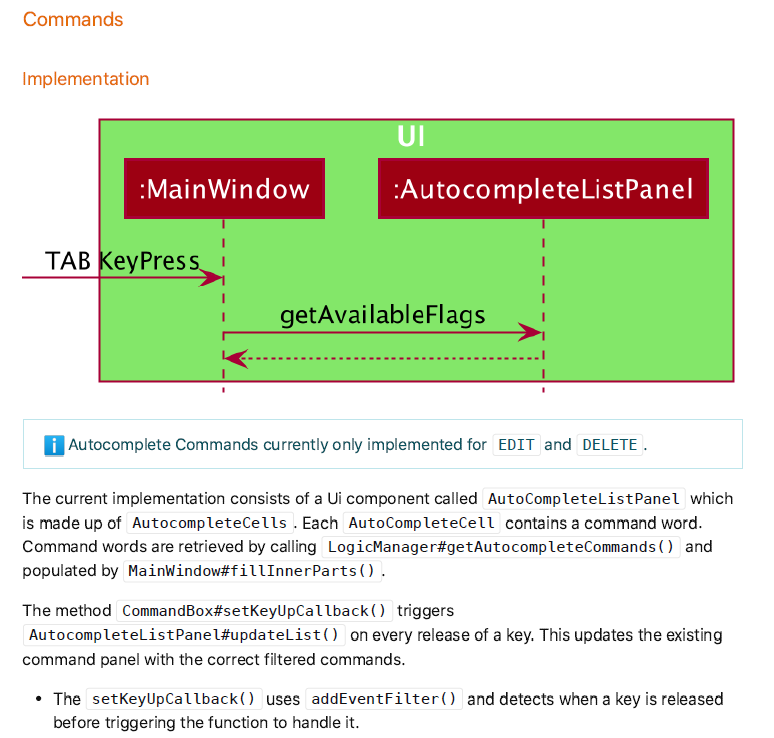 Commands
Implementation
UI
:MainWindow
:AutocompleteListPanel
TAB KeyPress
getAvailableFlags
Autocomplete Commands currently only implemented for EDIT and DELETE.
The current implementation consists of a Ui component called AutoCompleteListPanel which
is made up of AutocompleteCells. Each AutoCompleteCell contains a command word.
Command words are retrieved by calling LogicManager#getAutocompleteCommands() and
populated by MainWindow#fillInnerParts().
The method CommandBox#setKeyUpCallback() triggers
AutocompleteListPanel#updateList() on every release of a key. This updates the existing
command panel with the correct filtered commands.
• The setKeyUpCallback() uses addEventFilter() and detects when a key is released
before triggering the function to handle it.